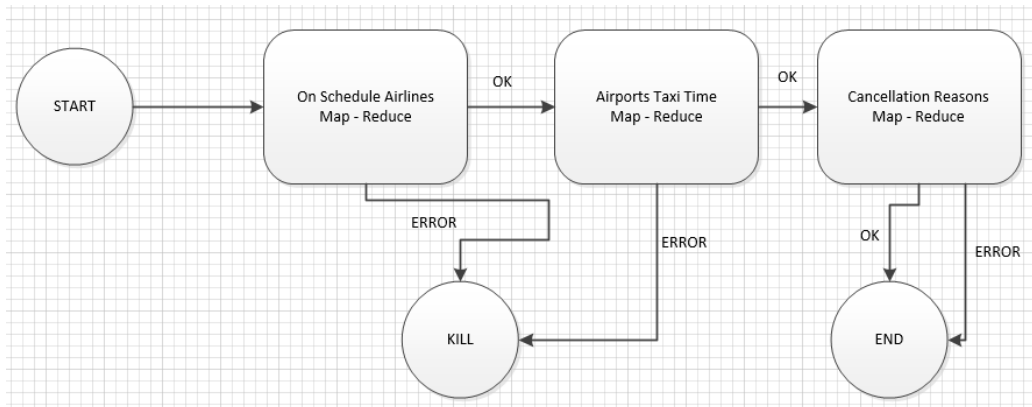 START
On Schedule Airlines
Map - Reduce
OK
Airports Taxi Time
Map - Reduce
OK
Cancellation Reasons
Map - Reduce
ERROR
ERROR
OK
ERROR
KILL
END